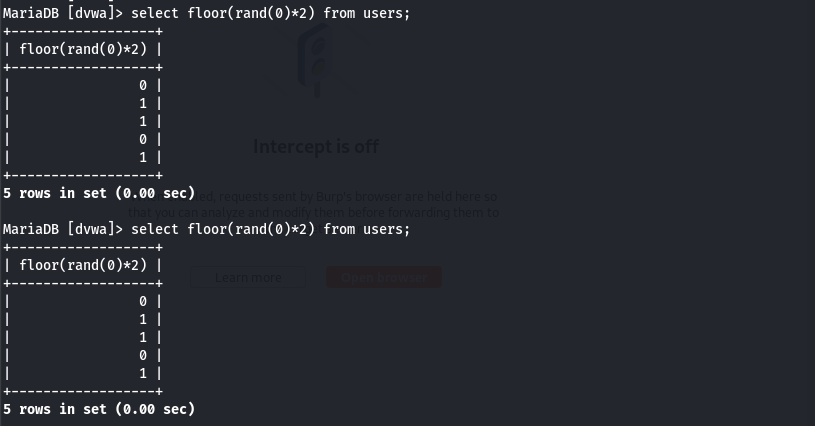 MariaDB [dvwa]> select floor(rand(0)*2) from users;
+------------------+
| floor(rand(0)*2) |
+------------------+
|                0 |
|                1 |
|                1 |
|                0 |
|                1 |
+------------------+
Intercept is off
5 rows in set (0.00 sec)
ed, requests sent by Burp's browser are held here so
that you can analyze and modify them before forwarding them to
MariaDB [dvwa]> select floor(rand(0)*2) from users;
+------------------+
| floor(rand(0)*2) |
+------------------+
Learn more
Open browser
|                0 |
|                1 |
|                1 |
|                0 |
|                1 |
+------------------+
5 rows in set (0.00 sec)